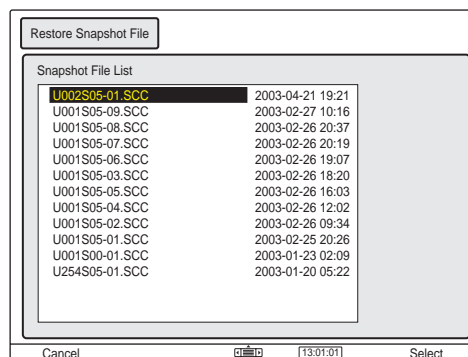 Restore Snapshot File
Snapshot File List
U002S05-01.SCC 2003-04-21 19:21
U001S05-09.SCC 2003-02-27 10:16
U001S05-08.SCC 2003-02-26 20:37
U001S05-07.SCC 2003-02-26 20:19
U001S05-06.SCC 2003-02-26 19:07
U001S05-03.SCC 2003-02-26 18:20
U001S05-05.SCC 2003-02-26 16:03
U001S05-04.SCC 2003-02-26 12:02
U001S05-02.SCC 2003-02-26 09:34
U001S05-01.SCC 2003-02-25 20:26
U001S00-01.SCC 2003-01-23 02:09
U254S05-01.SCC 2003-01-20 05:22
Cancel 13:01:01 Select